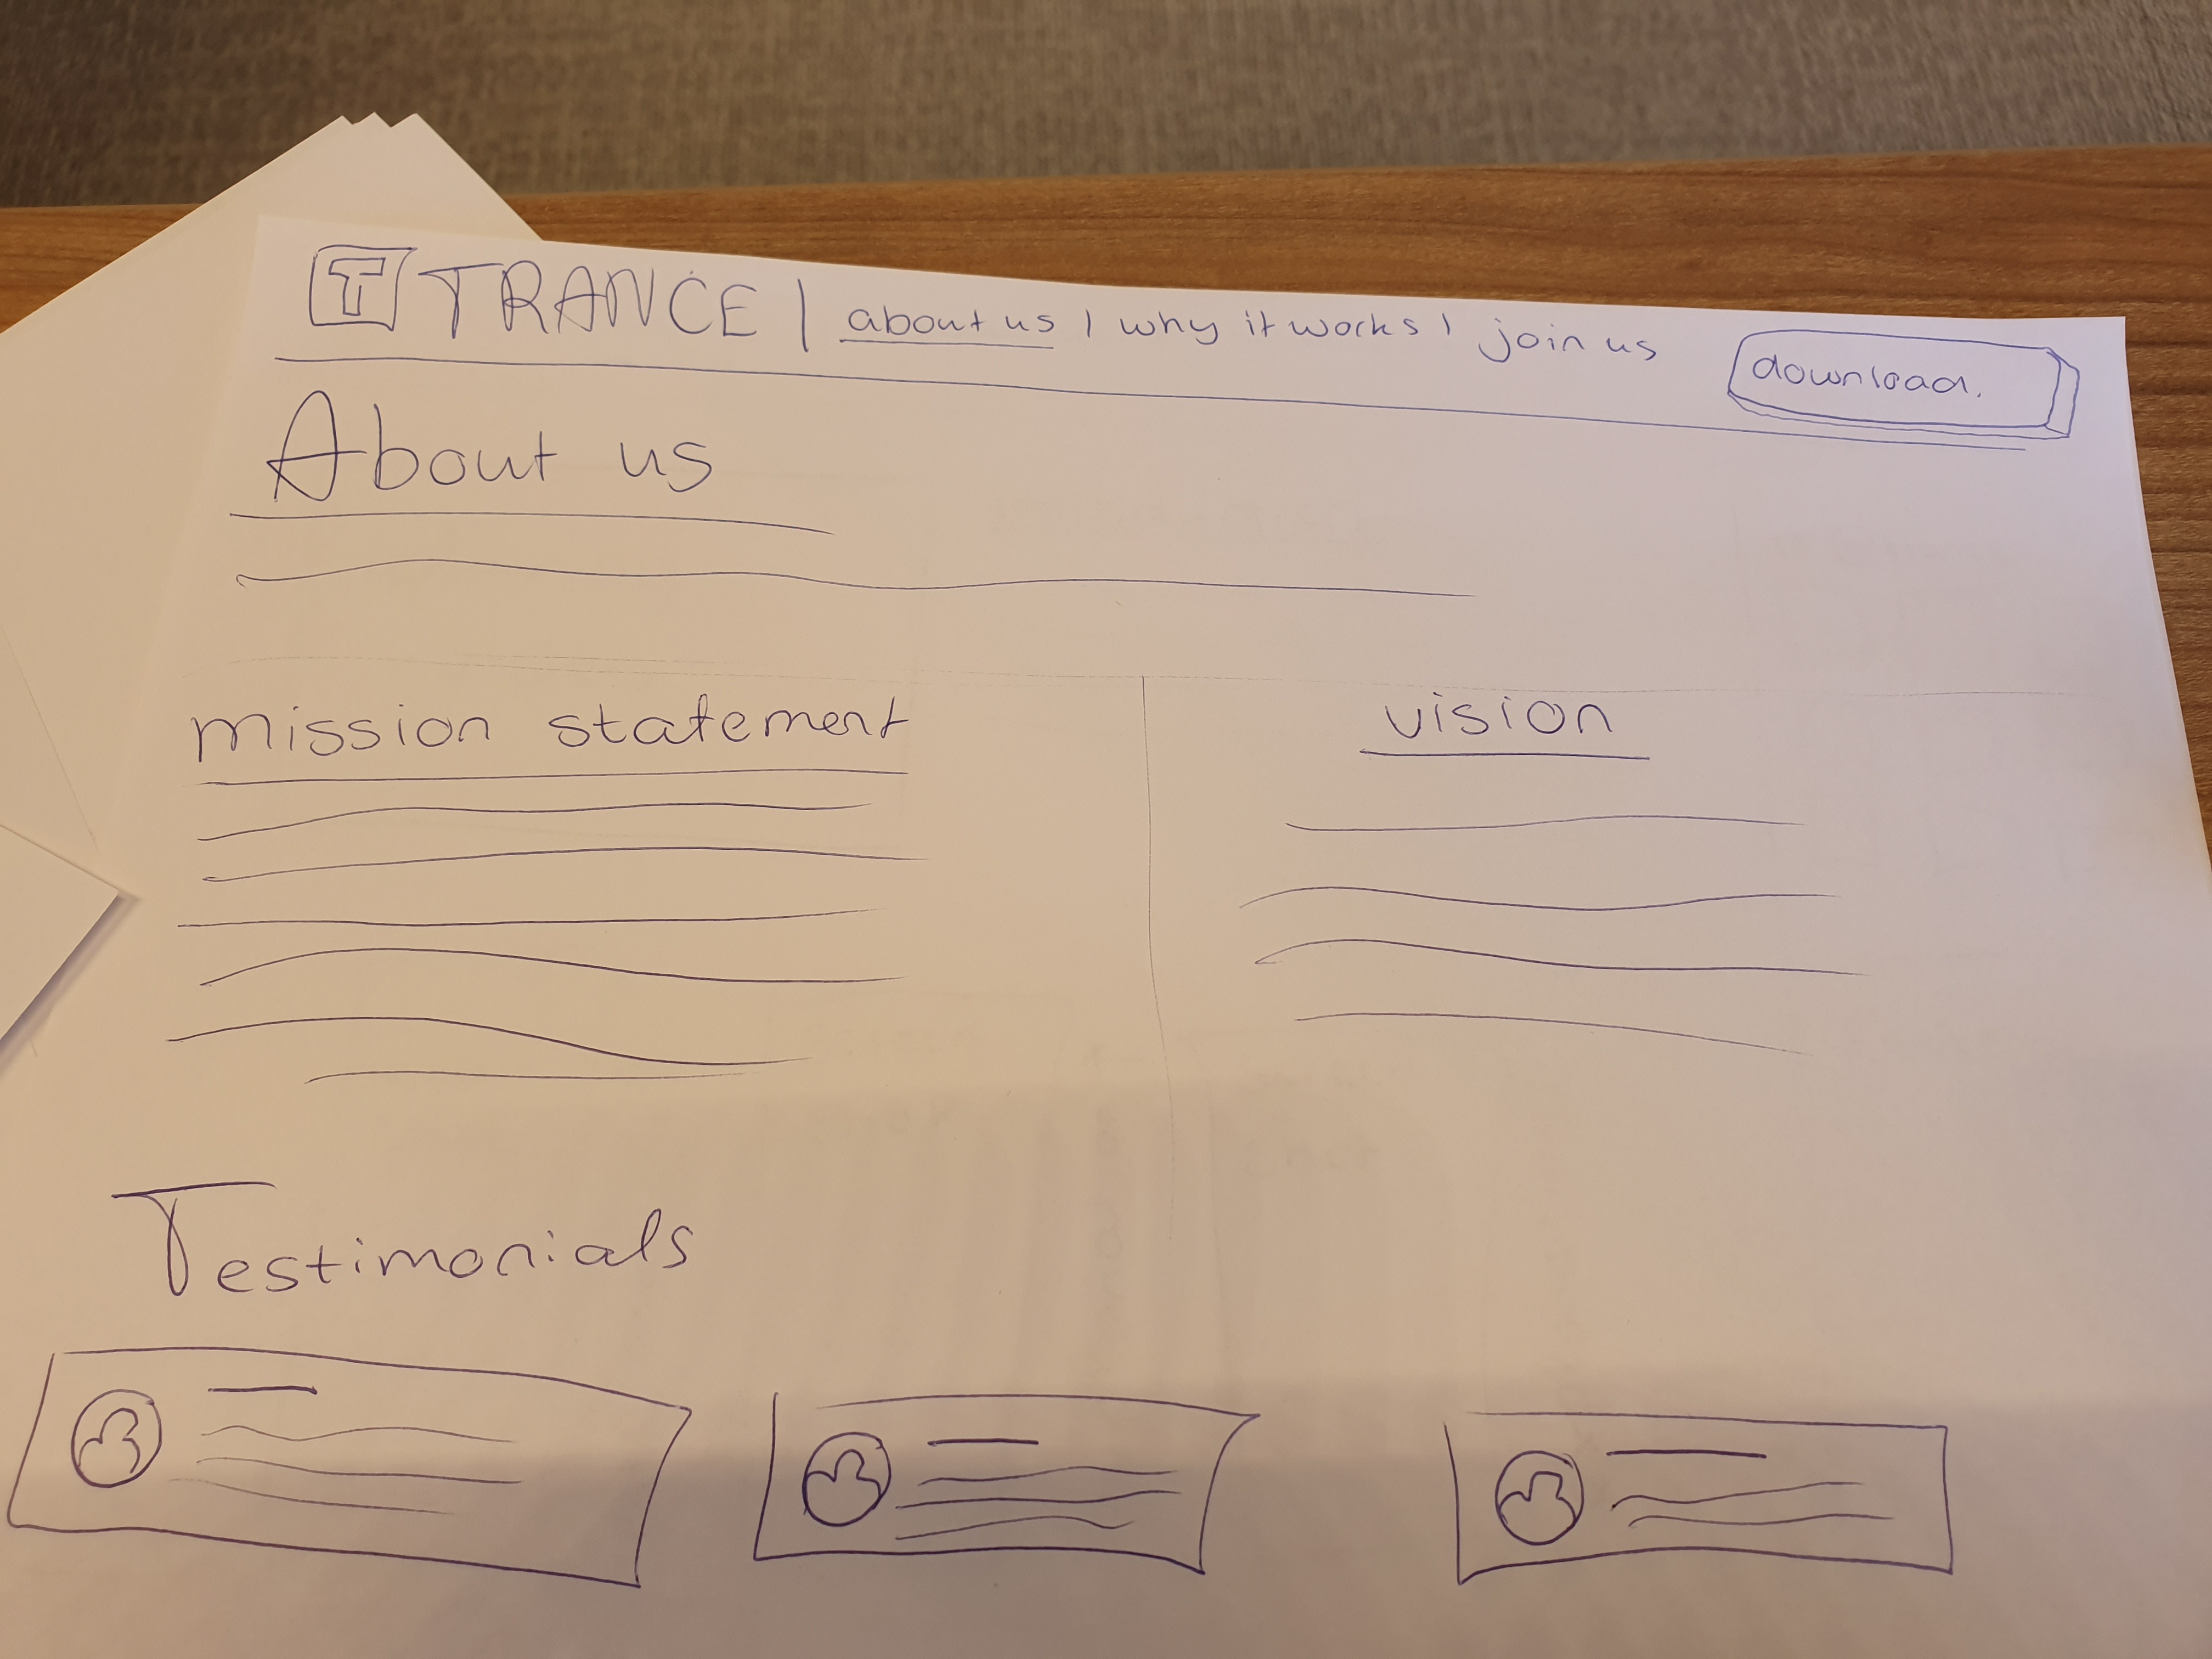 T TRANCE | about us | why it works | join us download.
About us
Mission statement
Vision
Testimonials